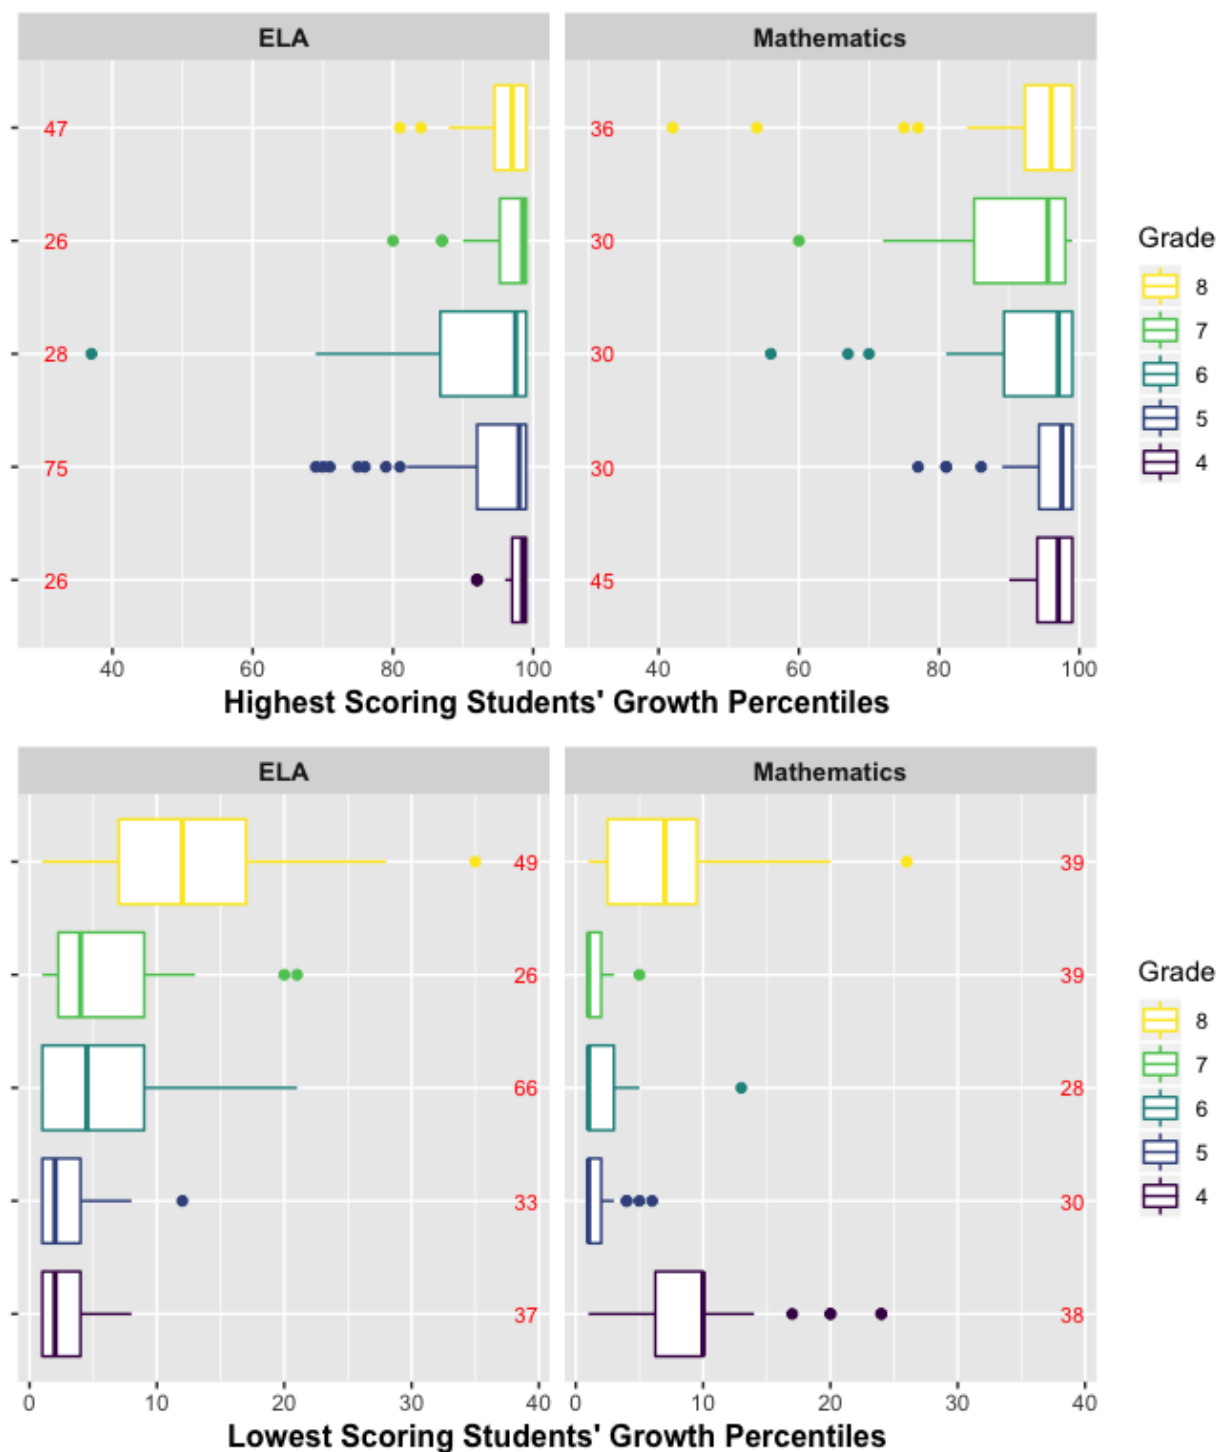 ELA Mathematics
47 36
26 30
Grade
8
28 30
7
6
75 30
5
4
26 45
40 60 80 100 40 60 80 100
Highest Scoring Students' Growth Percentiles
ELA Mathematics
49 39
26 39
Grade
8
7
66 28
6
5
33 30
4
37 38
0 10 20 30 40 0 10 20 30 40
Lowest Scoring Students' Growth Percentiles